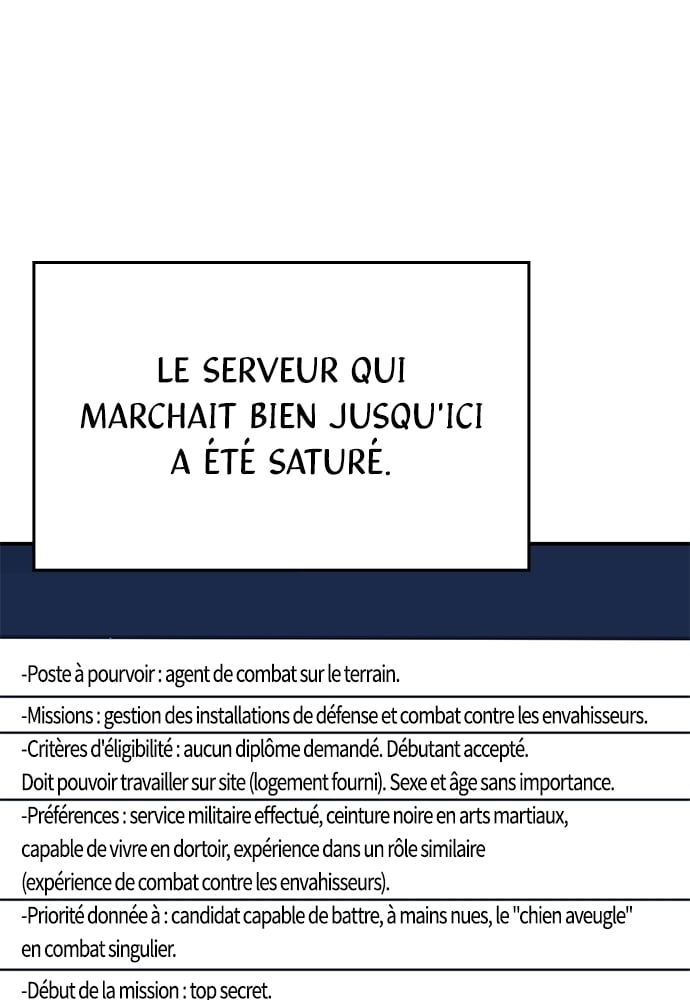 LE SERVEUR QUI
MARCHAIT BIEN JUSQU'ICI
A ÉTÉ SATURÉ.
-Poste à pourvoir : agent de combat sur le terrain.
-Missions : gestion des installations de défense et combat contre les envahisseurs.
-Critères d'éligibilité : aucun diplôme demandé. Débutant accepté.
Doit pouvoir travailler sur site (logement fourni). Sexe et âge sans importance.
-Préférences : service militaire effectué, ceinture noire en arts martiaux,
capable de vivre en dortoir, expérience dans un rôle similaire
(expérience de combat contre les envahisseurs).
-Priorité donnée à : candidat capable de battre, à mains nues, le "chien aveugle"
en combat singulier.
-Début de la mission : top secret.